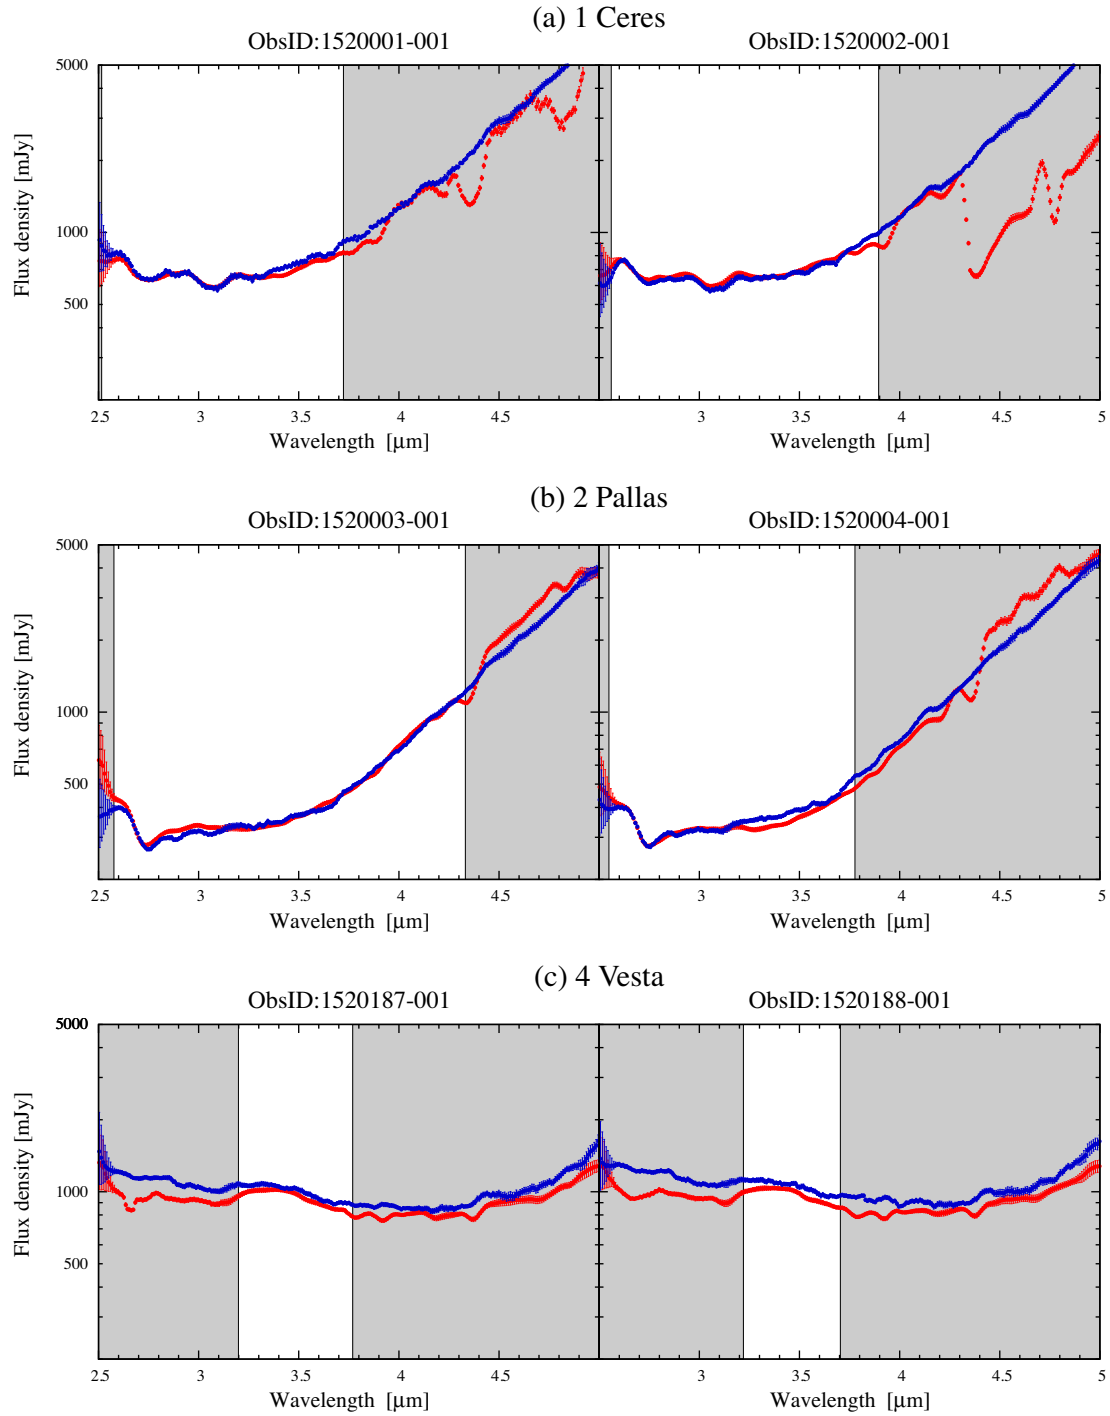 (a) 1 Ceres
ObsID:1520001-001 ObsID:1520002-001
5000
1000
500
Flux density [mJy]
2.5 3 3.5 4 4.5 3 3.5 4 4.5 5
Wavelength [μm] Wavelength [μm]
(b) 2 Pallas
ObsID:1520003-001 ObsID:1520004-001
5000
1000
500
Flux density [mJy]
2.5 3 3.5 4 4.5 3 3.5 4 4.5 5
Wavelength [μm] Wavelength [μm]
(c) 4 Vesta
ObsID:1520187-001 ObsID:1520188-001
5000
1000
500
Flux density [mJy]
2.5 3 3.5 4 4.5 3 3.5 4 4.5 5
Wavelength [μm] Wavelength [μm]